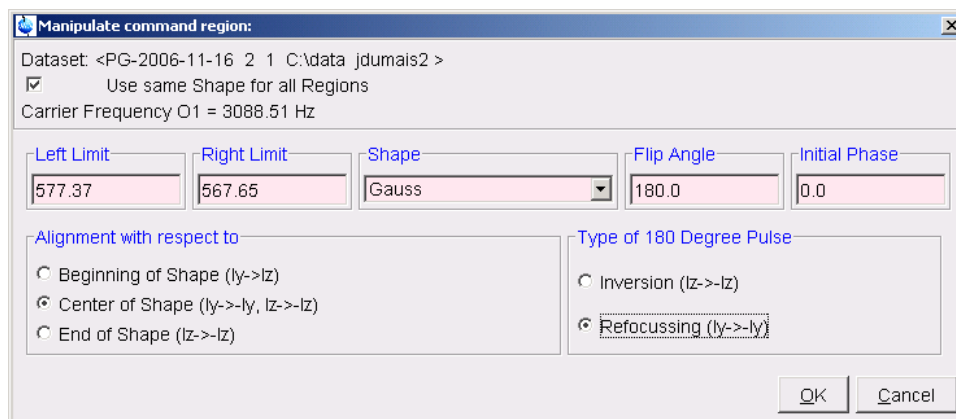 Manipulate command region:
Dataset: <PG-2006-11-16 2 1 C:\data jdumais2 >
Use same Shape for all Regions
Carrier Frequency O1 = 3088.51 Hz
Left Limit Right Limit Shape Flip Angle Initial Phase
577.37 567.65 Gauss 180.0 0.0
Alignment with respect to Type of 180 Degree Pulse
Beginning of Shape (Iy->Iz)
Inversion (Iz->-Iz)
Center of Shape (Iy->-Iy, Iz->-Iz)
Refocussing (Iy->-Iy)
End of Shape (Iz->-Iz)
OK Cancel